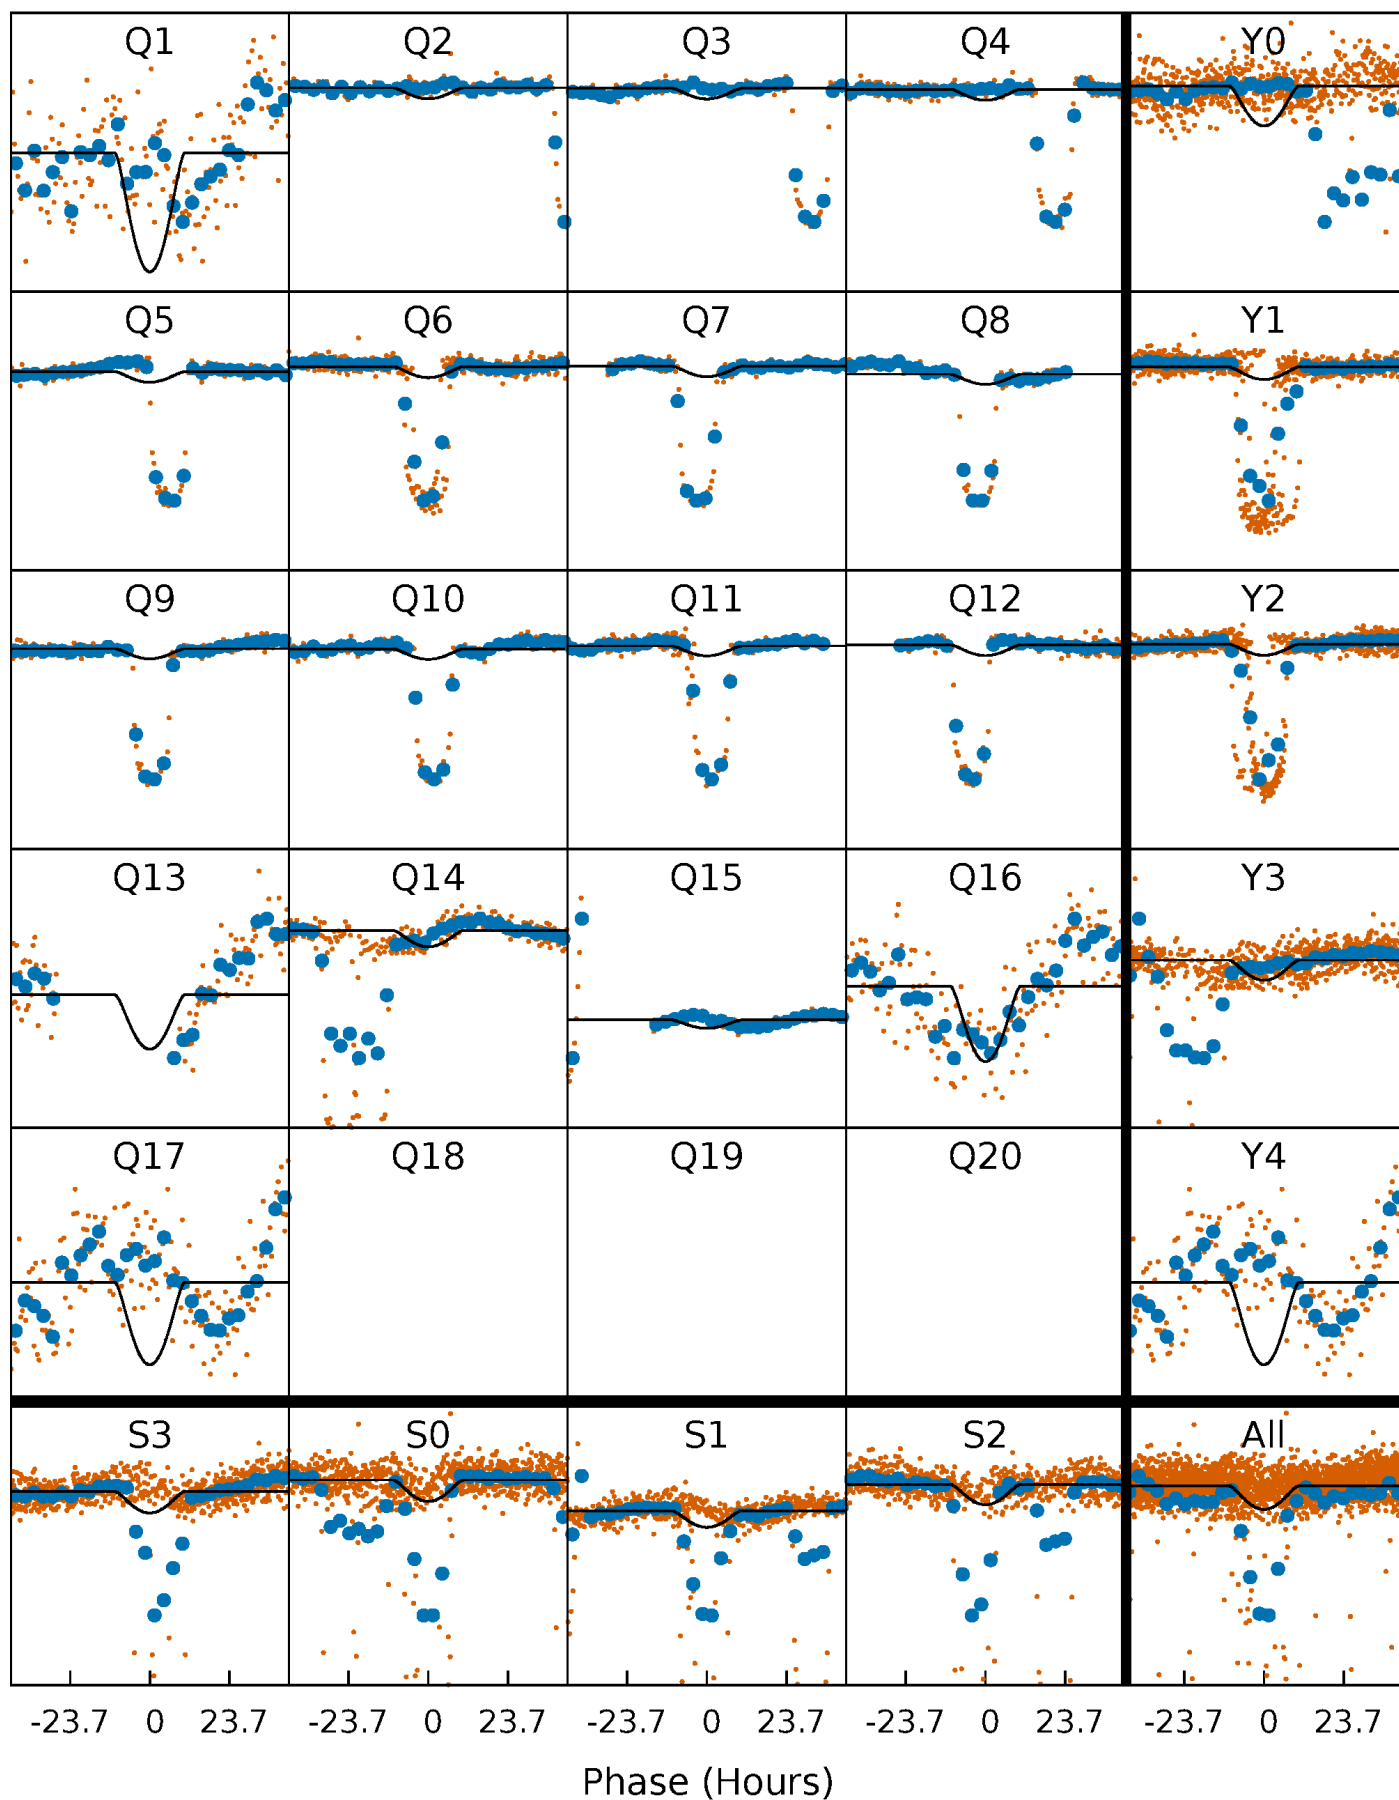 Q1 Q2 Q3 Q4 Y0
Q5 Q6 Q7 Q8 Y1
Q9 Q10 Q11 Q12 Y2
Q13 Q14 Q15 Q16 Y3
Q17 Q18 Q19 Q20 Y4
S3 S0 S1 S2 All
-23.7 0 23.7 -23.7 0 23.7 -23.7 0 23.7 -23.7 0 23.7 -23.7 0 23.7
Phase (Hours)